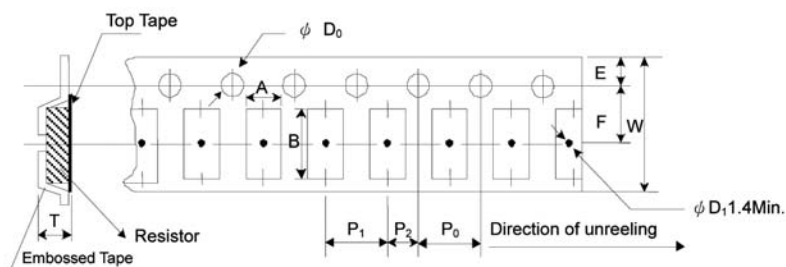 Top Tape
ψ D₀
A
E
F
W
B
T
Resistor
Embossed Tape
P₁
P₂
P₀
Direction of unreeling
ψ D₁ 1.4Min.